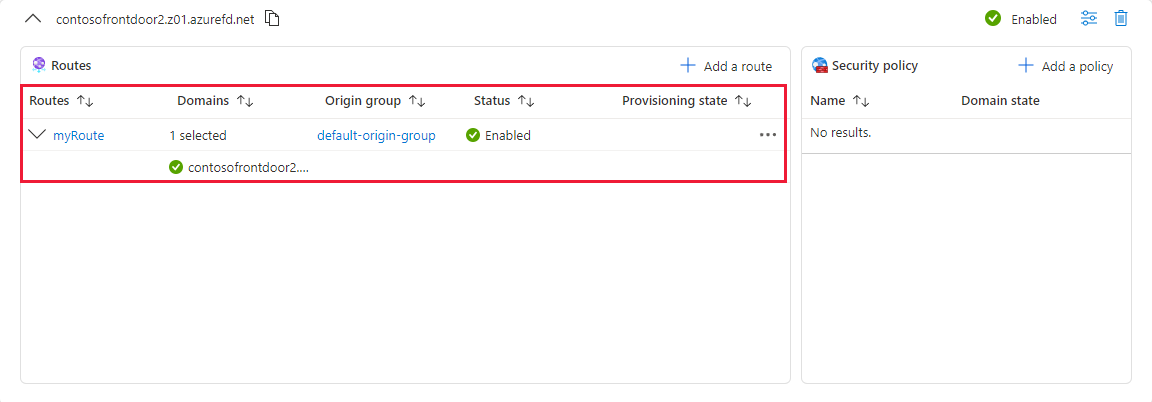 contosofrontdoor2.z01.azurefd.net Enabled
Routes Add a route
Routes Domains Origin group Status Provisioning state
myRoute 1 selected default-origin-group Enabled
contosofrontdoor2....
Security policy Add a policy
Name Domain state
No results.